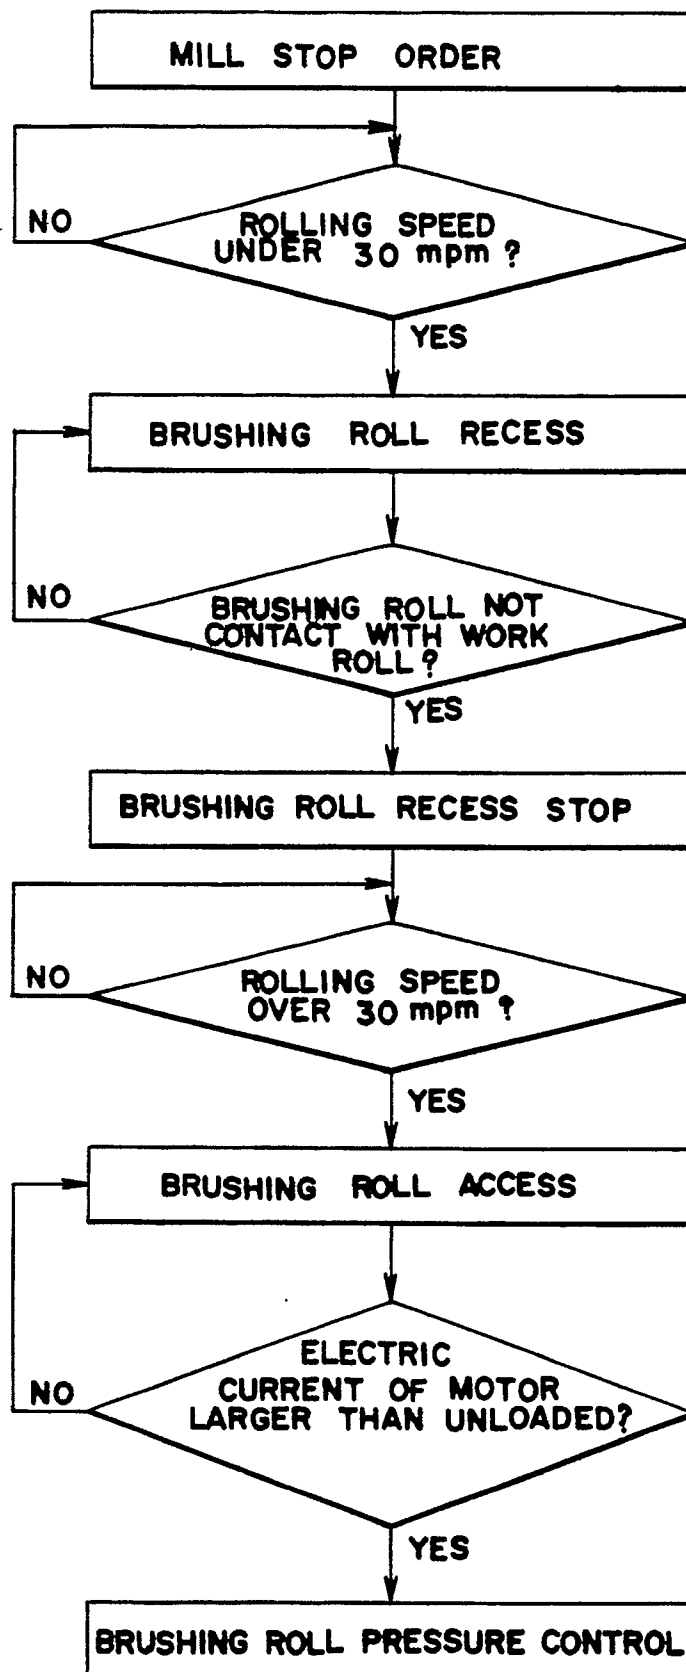 MILL STOP ORDER
NO
ROLLING SPEED
UNDER 30 mpm?
YES
BRUSHING ROLL RECESS
NO
BRUSHING ROLL NOT
CONTACT WITH WORK
ROLL?
YES
BRUSHING ROLL RECESS STOP
NO
ROLLING SPEED
OVER 30 mpm?
YES
BRUSHING ROLL ACCESS
NO
ELECTRIC
CURRENT OF MOTOR
LARGER THAN UNLOADED?
YES
BRUSHING ROLL PRESSURE CONTROL